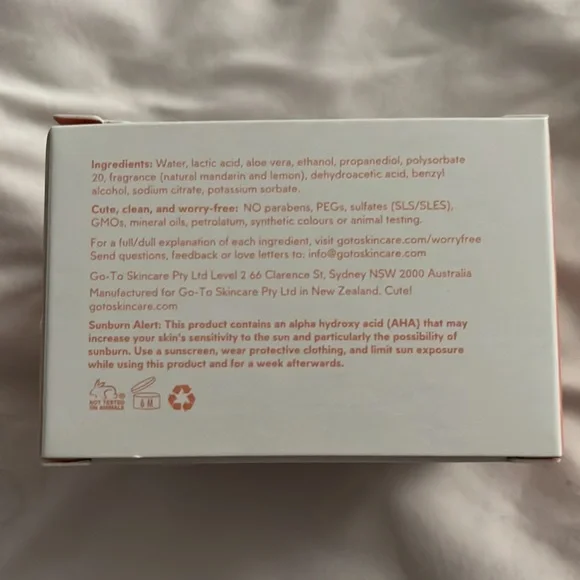 Ingredients: Water, lactic acid, aloe vera, ethanol, propanediol, polysorbate
20, fragrance (natural mandarin and lemon), dehydroacetic acid, benzyl
alcohol, sodium citrate, potassium sorbate.
Cute, clean, and worry-free: NO parabens, PEGs, sulfates (SLS/SLES),
GMOs, mineral oils, petrolatum, synthetic colours or animal testing.
For a full/dull explanation of each ingredient, visit gotoskincare.com/worryfree
Send questions, feedback or love letters to: info@gotoskincare.com
Go-To Skincare Pty Ltd Level 2 66 Clarence St, Sydney NSW 2000 Australia
Manufactured for Go-To Skincare Pty Ltd in New Zealand. Cute!
gotoskincare.com
Sunburn Alert: This product contains an alpha hydroxy acid (AHA) that may
increase your skin's sensitivity to the sun and particularly the possibility of
sunburn. Use a sunscreen, wear protective clothing, and limit sun exposure
while using this product and for a week afterwards.
NOT TESTED
ON ANIMALS
6 M